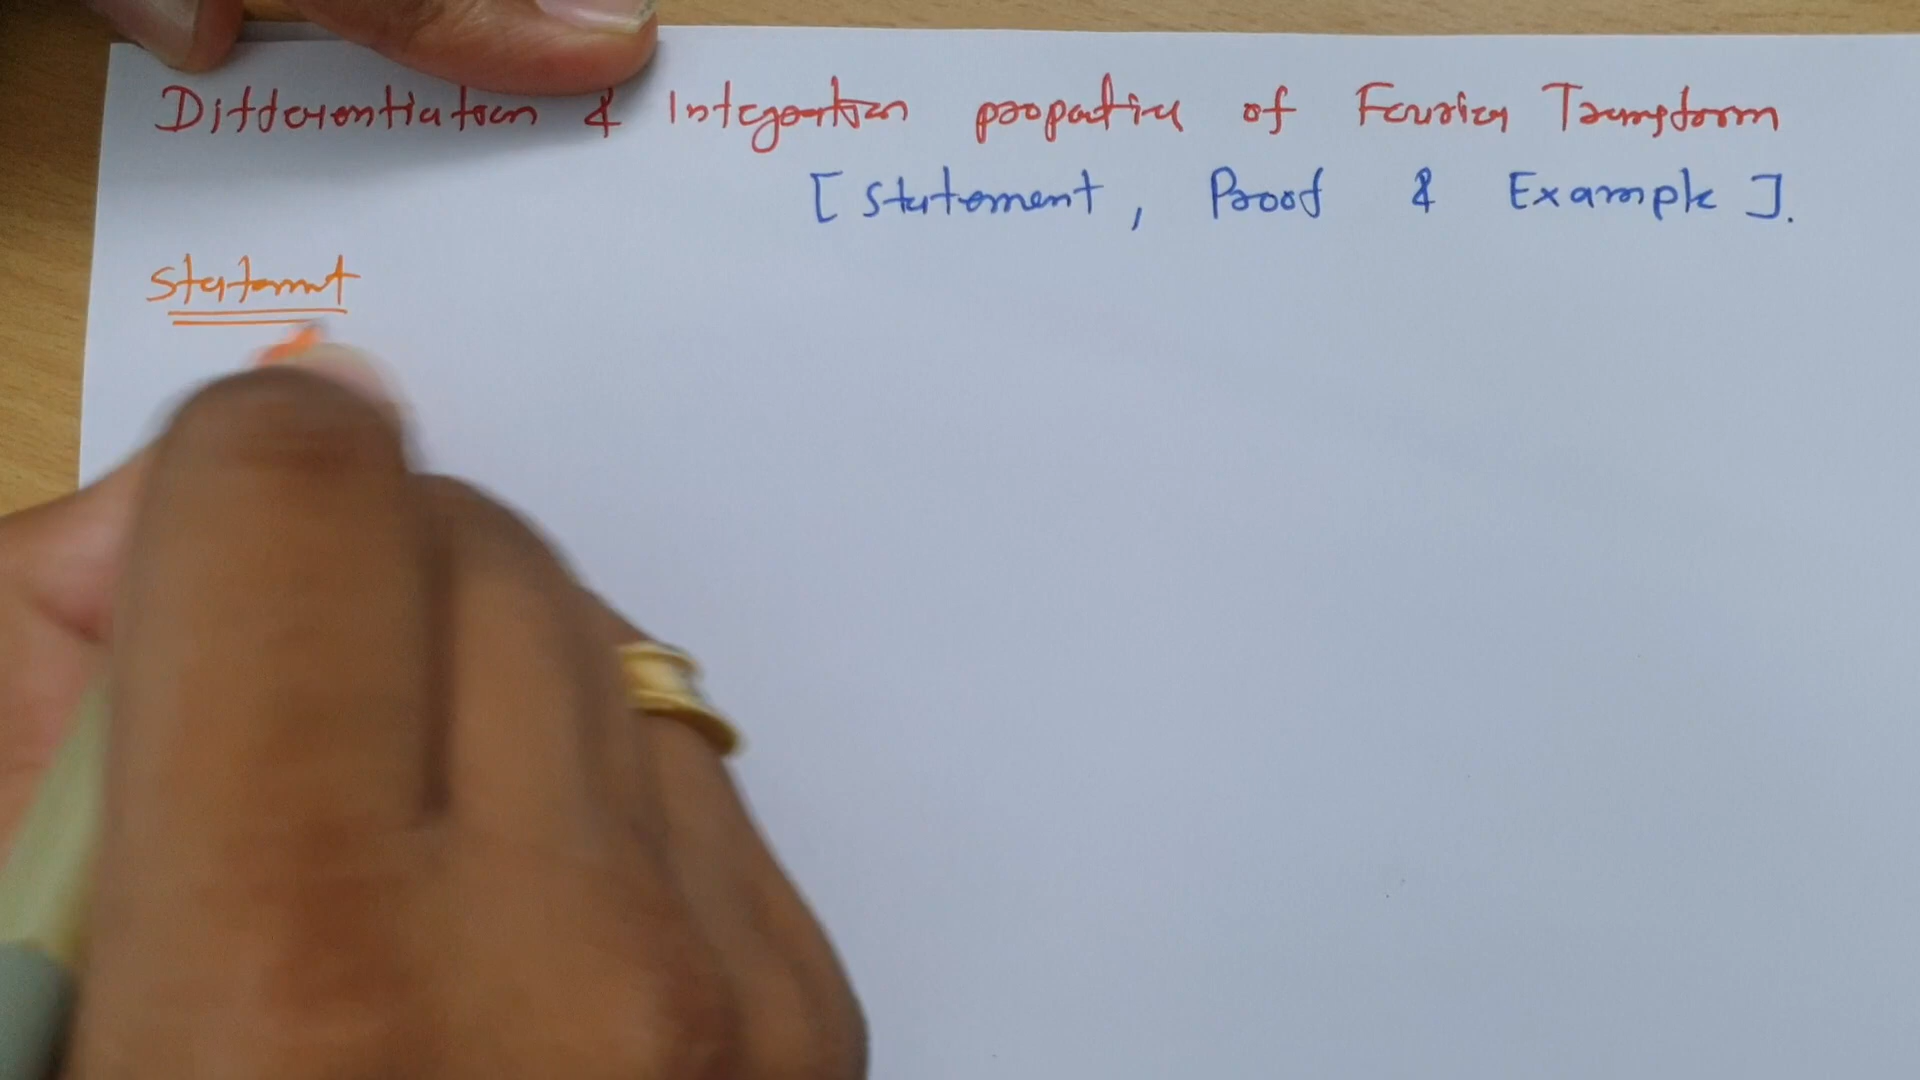 Differentiation & Integration properties of Fourier Transform
[Statement, Proof & Example].
Statement